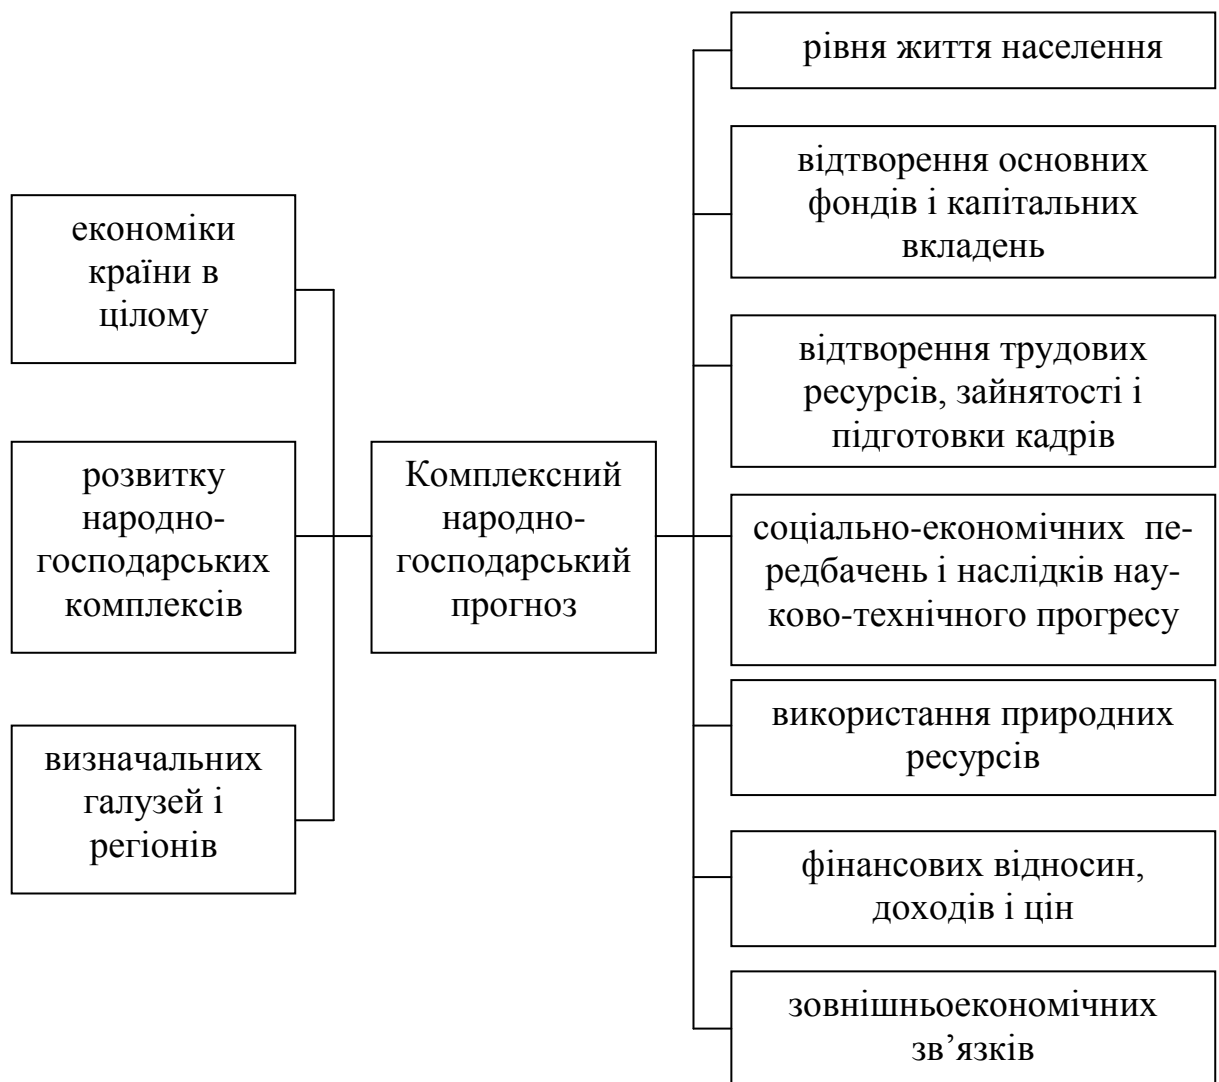 економіки
країни в
цілому
розвитку
народно-
господарських
комплексів
визначальних
галузей і
регіонів
Комплексний
народно-
господарський
прогноз
рівня життя населення
відтворення основних
фондів і капітальних
вкладень
відтворення трудових
ресурсів, зайнятості і
підготовки кадрів
соціально-економічних пе-
редбачень і наслідків нау-
ково-технічного прогресу
використання природних
ресурсів
фінансових відносин,
доходів і цін
зовнішньоекономічних
зв’язків